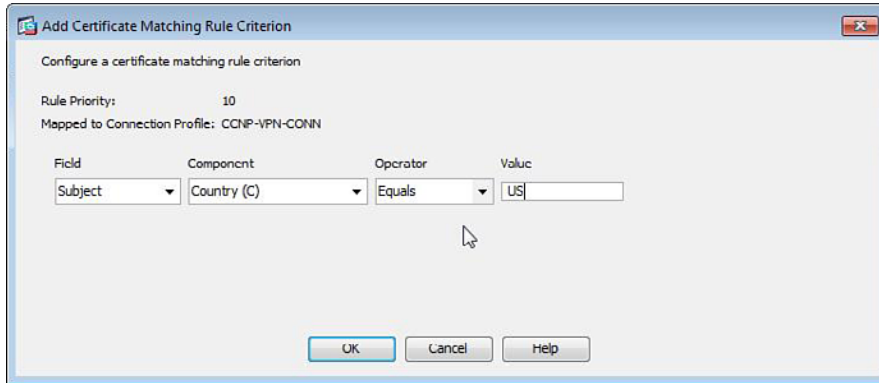 Add Certificate Matching Rule Criterion
Configure a certificate matching rule criterion
Rule Priority: 10
Mapped to Connection Profile: CCNP-VPN-CONN
Field Component Operator Value
Subject Country (C) Equals US
OK Cancel Help